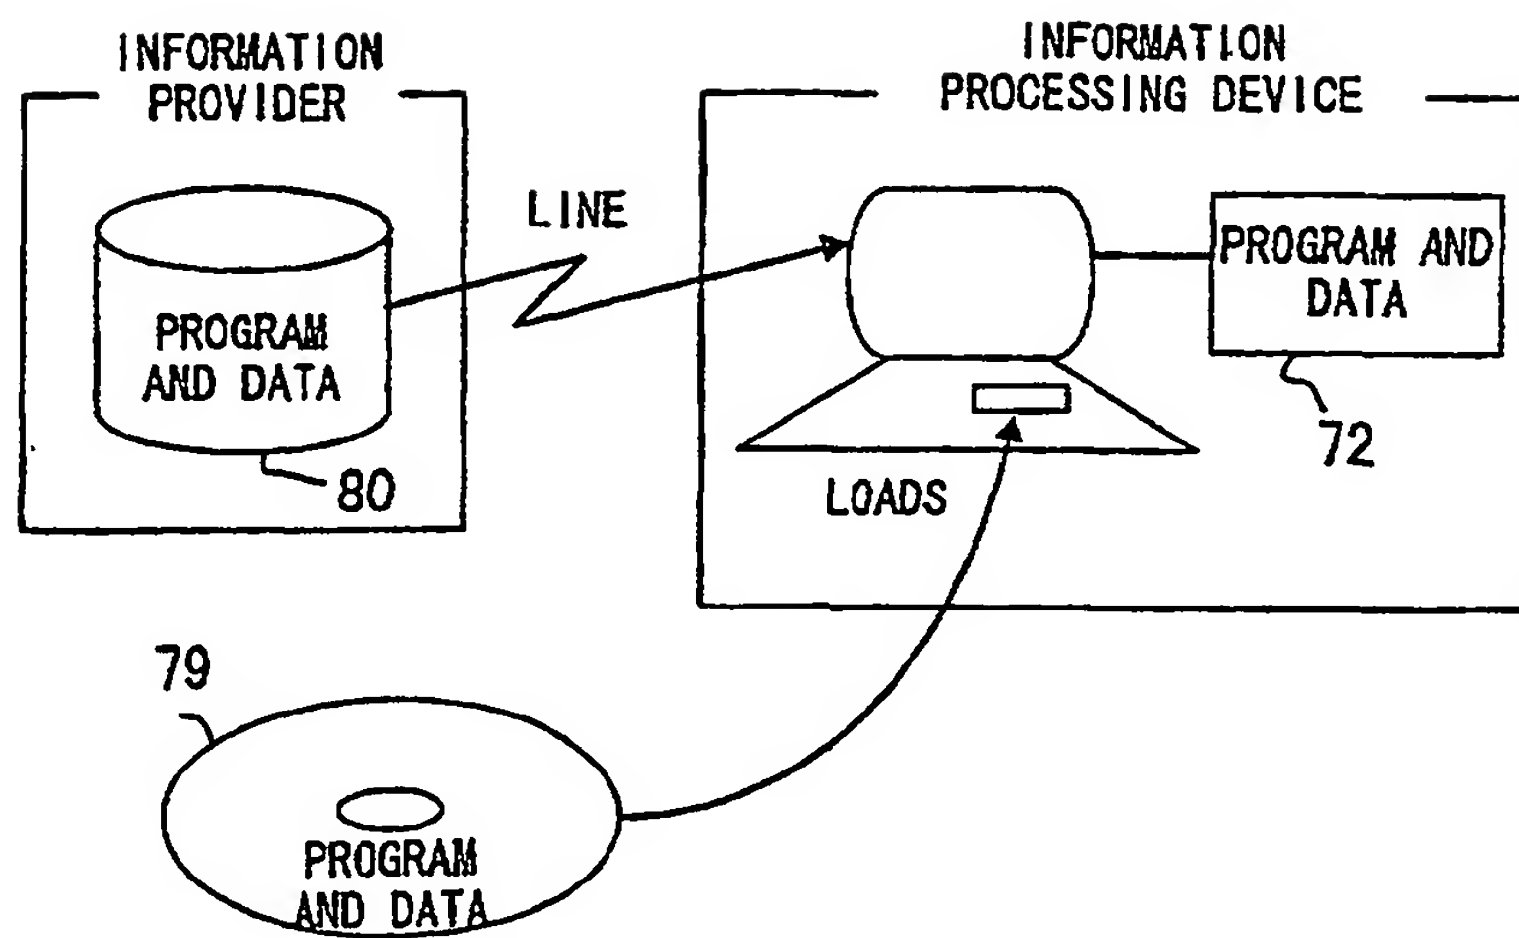 INFORMATION
PROVIDER
INFORMATION
PROCESSING DEVICE
LINE
PROGRAM
AND DATA
80
PROGRAM AND
DATA
72
LOADS
79
PROGRAM
AND DATA